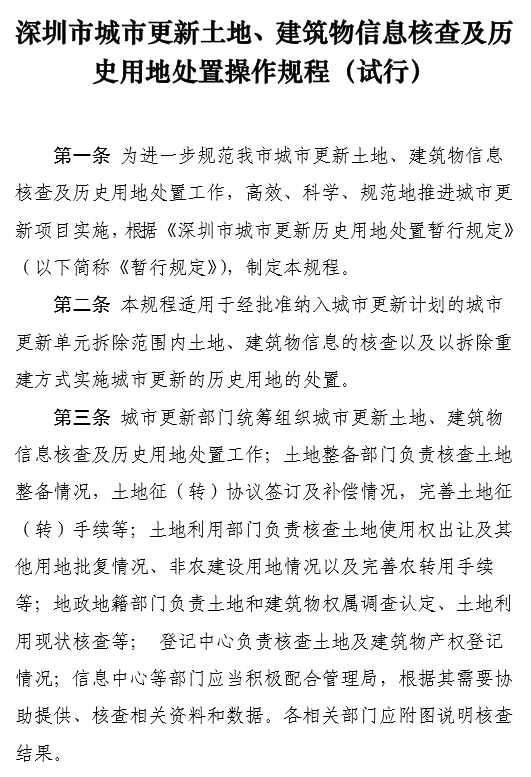 深圳市城市更新土地、建筑物信息核查及历
史用地处置操作规程（试行）
第一条 为进一步规范我市城市更新土地、建筑物信息
核查及历史用地处置工作，高效、科学、规范地推进城市更
新项目实施，根据《深圳市城市更新历史用地处置暂行规定》
（以下简称《暂行规定》），制定本规程。
第二条 本规程适用于经批准纳入城市更新计划的城市
更新单元拆除范围内土地、建筑物信息的核查以及以拆除重
建方式实施城市更新的历史用地的处置。
第三条 城市更新部门统筹组织城市更新土地、建筑物
信息核查及历史用地处置工作；土地整备部门负责核查土地
整备情况，土地征（转）协议签订及补偿情况，完善土地征
（转）手续等；土地利用部门负责核查土地使用权出让及其
他用地批复情况、非农建设用地情况以及完善农转用手续
等；地政地籍部门负责土地和建筑物权属调查认定、土地利
用现状核查等； 登记中心负责核查土地及建筑物产权登记
情况；信息中心等部门应当积极配合管理局，根据其需要协
助提供、核查相关资料和数据。各相关部门应附图说明核查
结果。